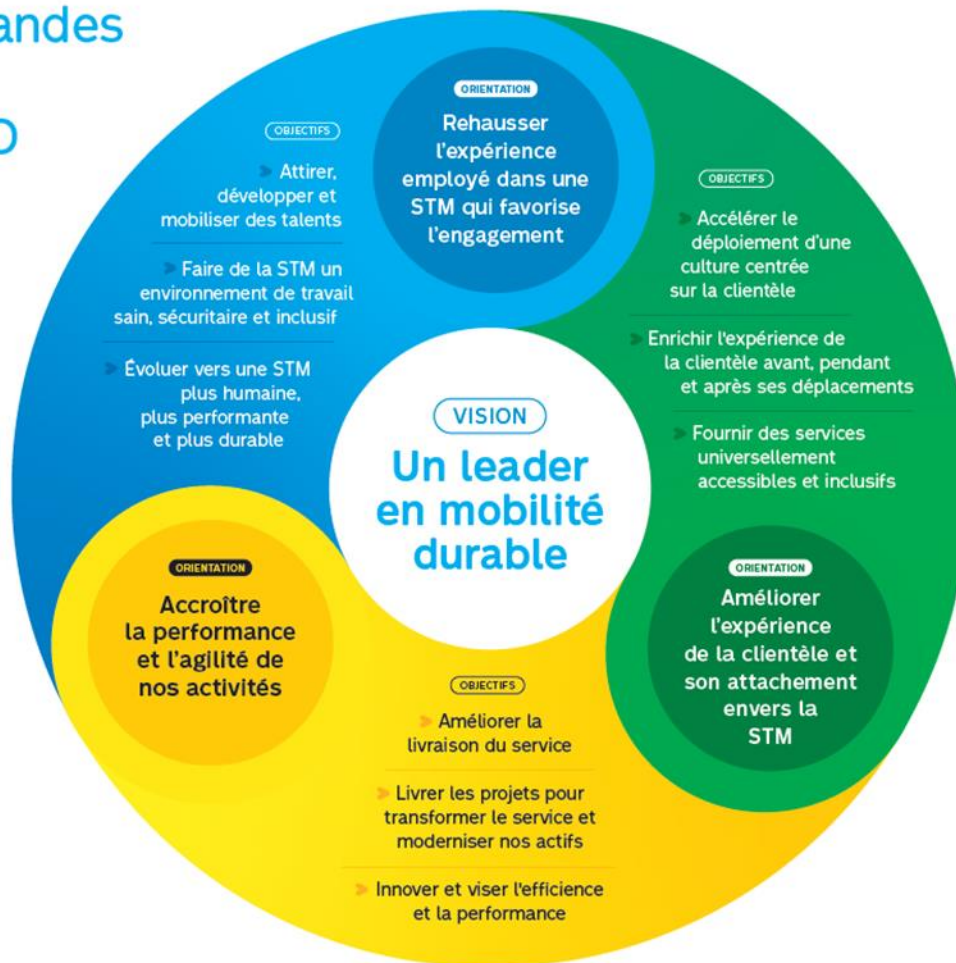 ORIENTATION
Rehausser
l'expérience
employé dans une
STM qui favorise
l'engagement
OBJECTIFS
Attirer,
développer et
mobiliser des talents
Faire de la STM un
environnement de travail
sain, sécuritaire et inclusif
Évoluer vers une STM
plus humaine,
plus performante
et plus durable
OBJECTIFS
Accélérer le
déploiement d'une
culture centrée
sur la clientèle
Enrichir l'expérience de
la clientèle avant, pendant
et après ses déplacements
Fournir des services
universellement
accessibles et inclusifs
VISION
Un leader
en mobilité
durable
ORIENTATION
Accroître
la performance
et l'agilité de
nos activités
ORIENTATION
Améliorer
l'expérience
de la clientèle et
son attachement
envers la
STM
OBJECTIFS
Améliorer la
livraison du service
Livrer les projets pour
transformer le service et
moderniser nos actifs
Innover et viser l'efficience
et la performance